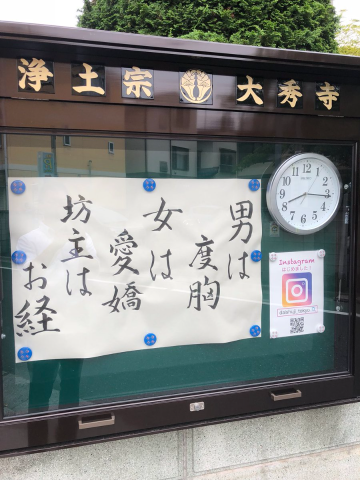 浄土宗 大秀寺
男は
度胸
女は
愛嬌
坊主は
お経
Instagram
はじめました!